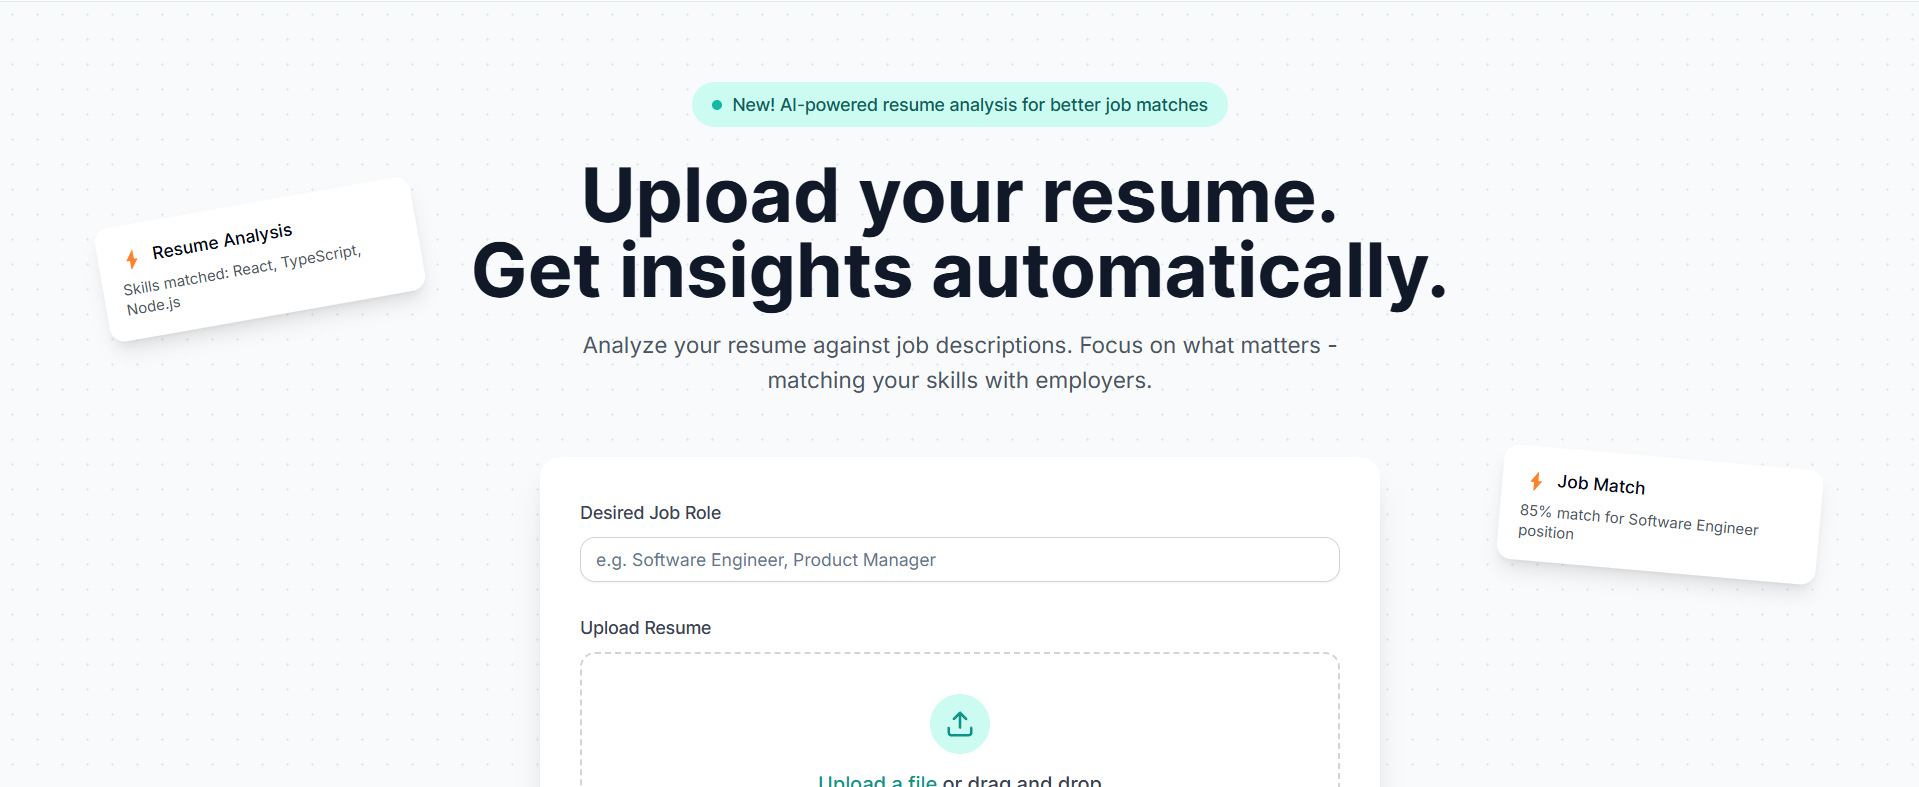 New! AI-powered resume analysis for better job matches
Upload your resume.
Get insights automatically.
Analyze your resume against job descriptions. Focus on what matters -
matching your skills with employers.
Resume Analysis
Skills matched: React, TypeScript,
Node.js
Job Match
85% match for Software Engineer
position
Desired Job Role
e.g. Software Engineer, Product Manager
Upload Resume
Upload a file or drag and drop